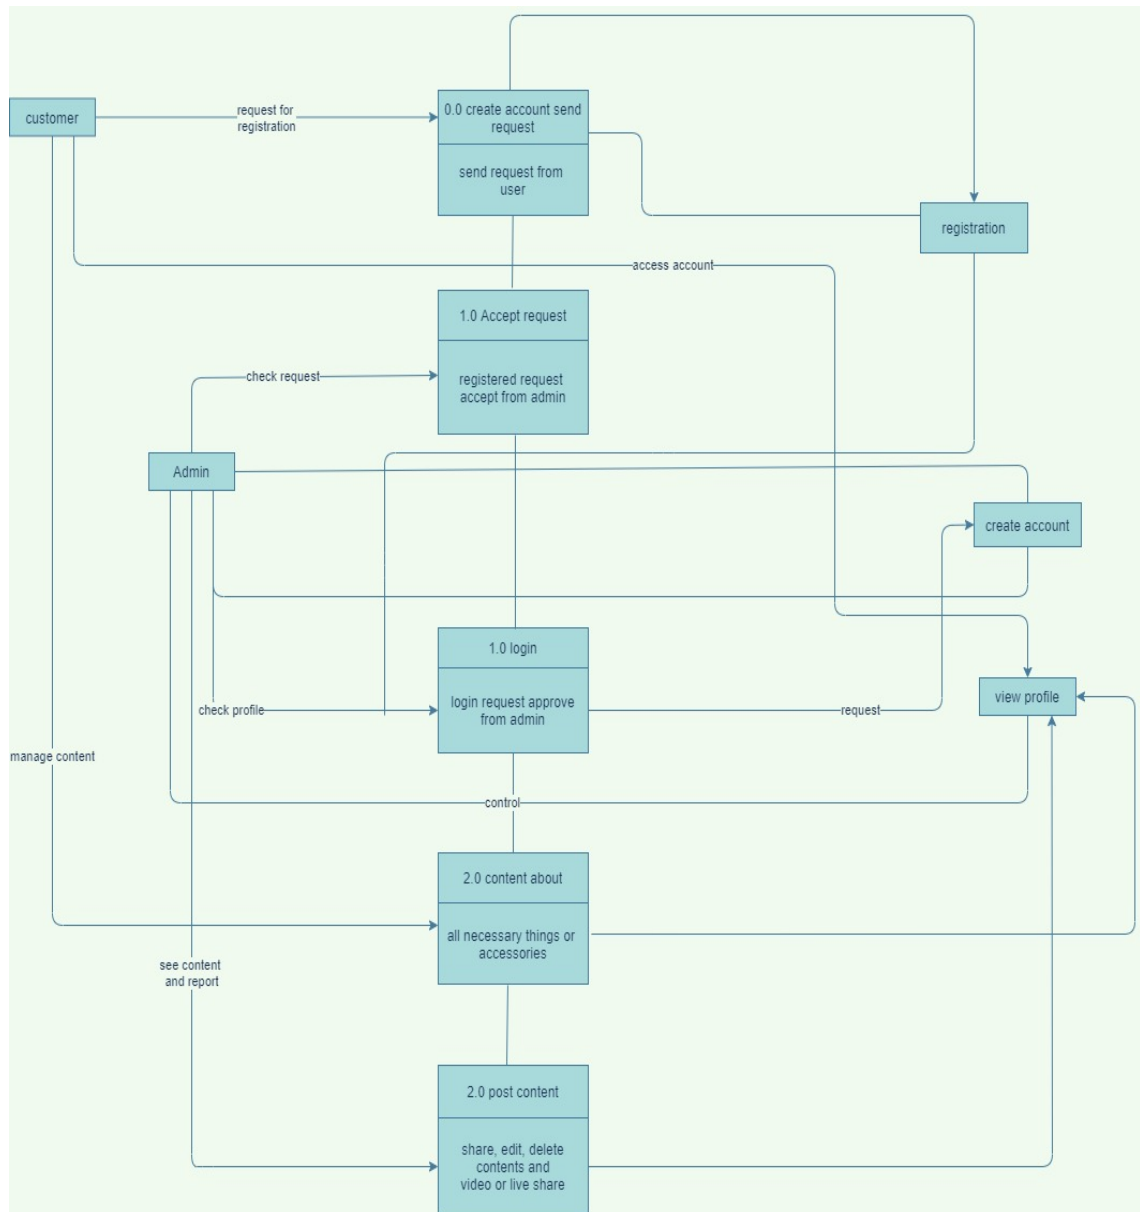 customer
request for
registration
0.0 create account send
request
send request from
user
registration
access account
1.0 Accept request
check request
registered request
accept from admin
Admin
create account
1.0 login
check profile
login request approve
from admin
request
view profile
manage content
control
2.0 content about
all necessary things or
accessories
see content
and report
2.0 post content
share, edit, delete
contents and
video or live share